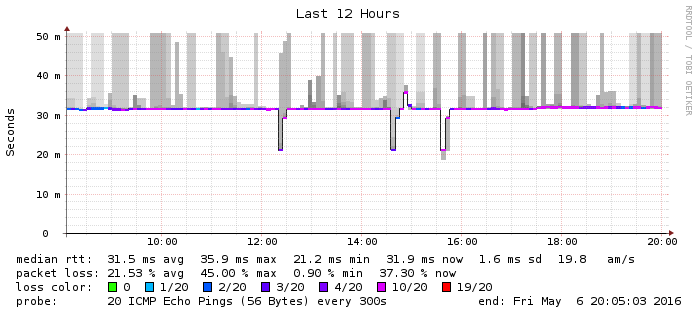 Last 12 Hours
RRDTOOL / TOBI OETIKER
Seconds
50 m
40 m
30 m
20 m
10 m
0
10:00 12:00 14:00 16:00 18:00 20:00
median rtt: 31.5 ms avg 35.9 ms max 21.2 ms min 31.9 ms now 1.6 ms sd 19.8 am/s
packet loss: 21.53 % avg 45.00 % max 0.90 % min 37.30 % now
loss color: 0 1/20 2/20 3/20 4/20 10/20 19/20
probe: 20 ICMP Echo Pings (56 Bytes) every 300s end: Fri May 6 20:05:03 2016